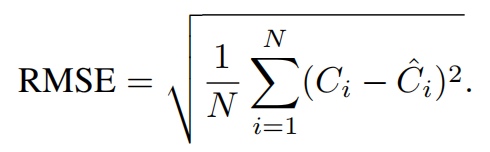 RMSE = \sqrt{\frac{1}{N} \sum_{i=1}^{N} (C_i - \hat{C}_i)^2}.